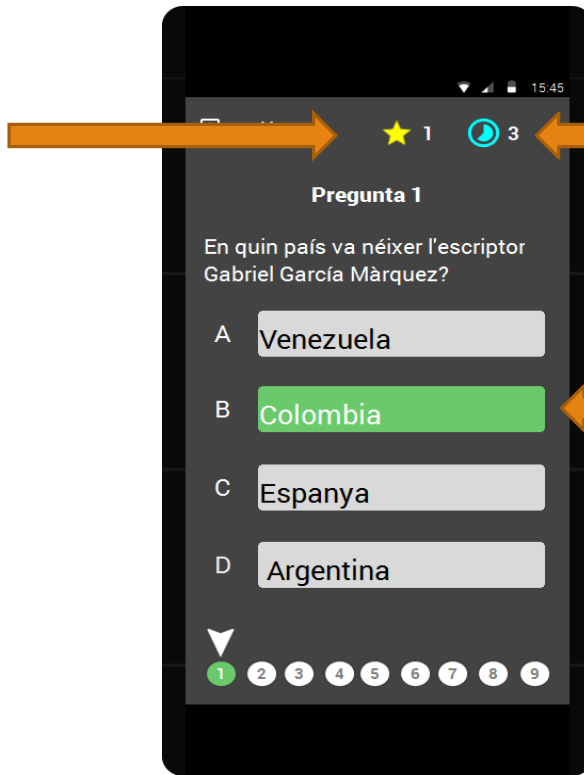 15:45
1 3
Pregunta 1
En quin país va néixer l'escriptor
Gabriel García Màrquez?
A Venezuela
B Colombia
C Espanya
D Argentina
1 2 3 4 5 6 7 8 9